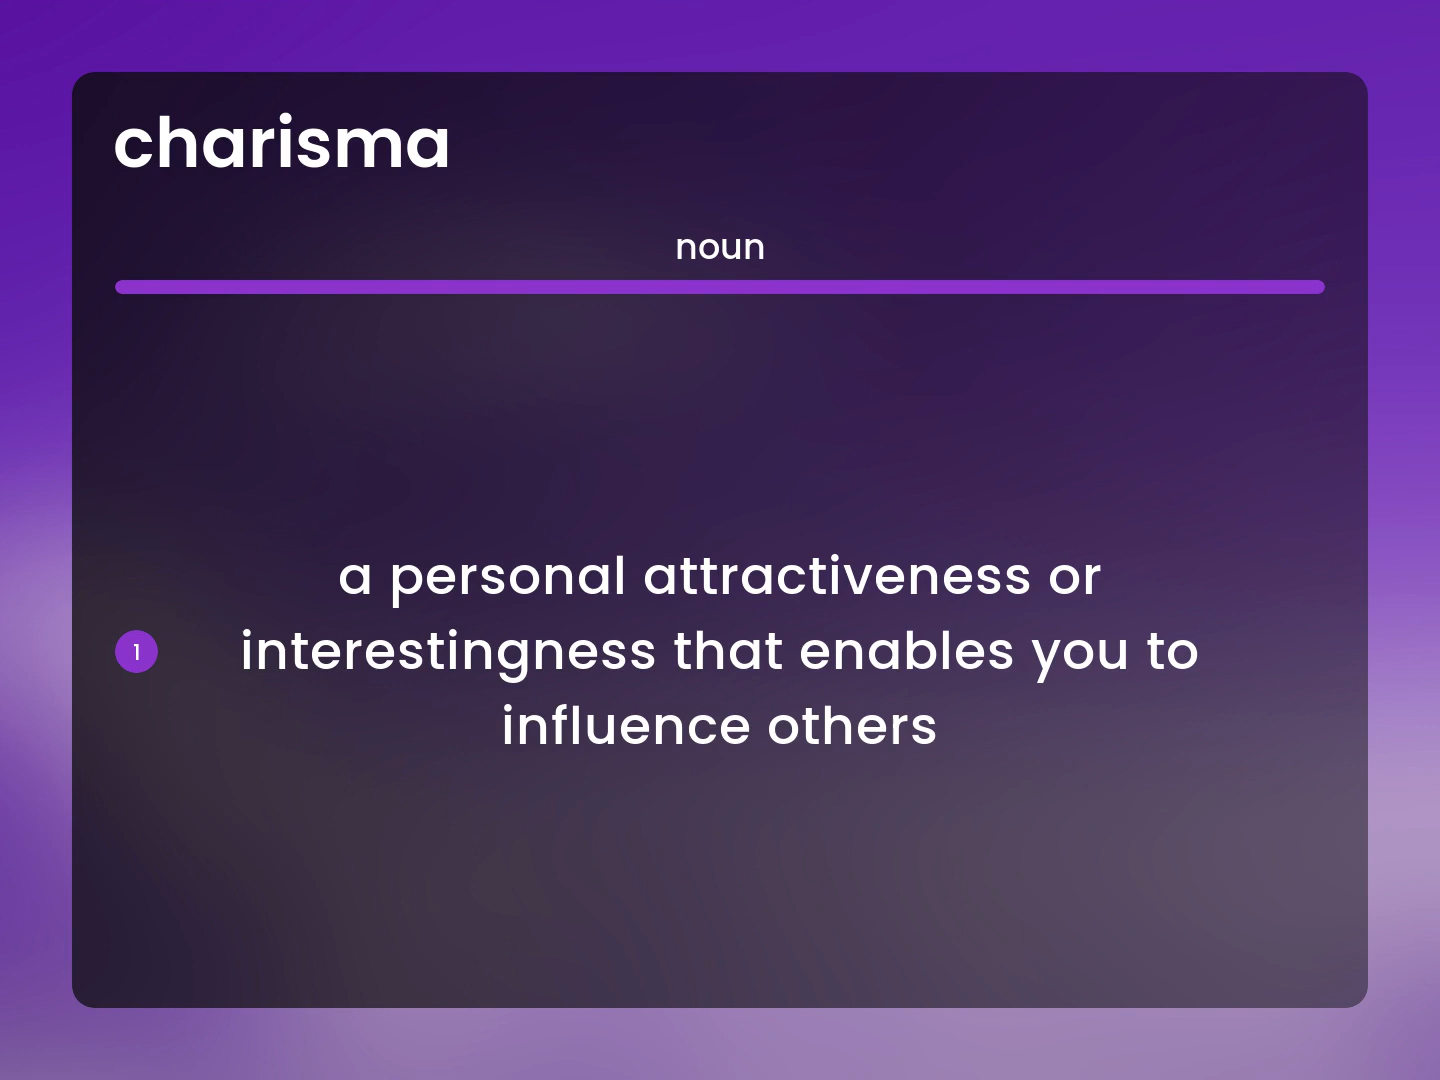 charisma
noun
a personal attractiveness or
1 interestingness that enables you to
influence others